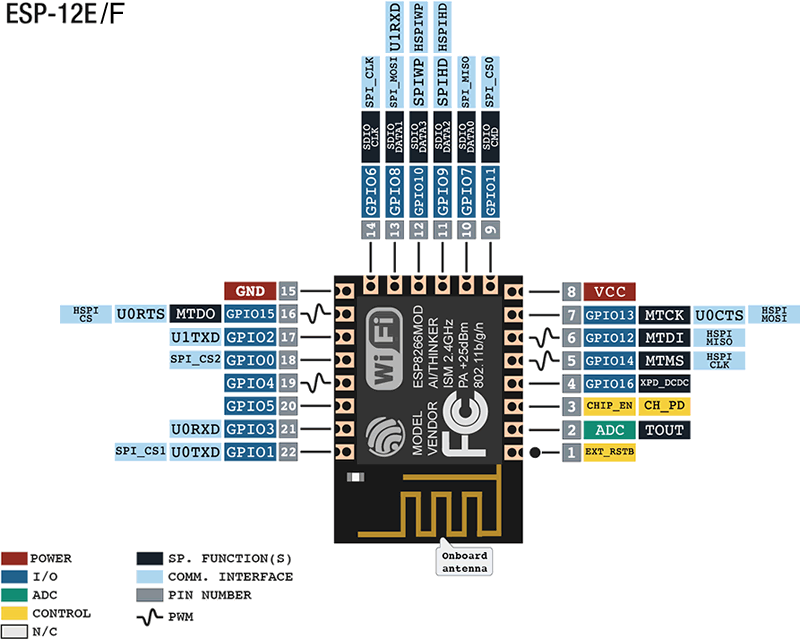 ESP-12E/F
SPI_CLK SDIO CLK GPIO6 14
U1RXD SPI_MOSI SDIO DATA1 GPIO8 13
HSPIWP SPIWP SDIO DATA3 GPIO10 12
HSPIHD SPIHD SDIO DATA2 GPIO9 11
SPI_MISO SDIO DATA0 GPIO7 10
SPI_CS0 SDIO CMD GPIO11 9
GND 15
HSPI CS U0RTS MTDO GPIO15 16
U1TXD GPIO2 17
SPI_CS2 GPIO0 18
GPIO4 19
GPIO5 20
U0RXD GPIO3 21
SPI_CS1 U0TXD GPIO1 22
WiFi
ESP8266MOD
AI/THINKER
ISM 2.4GHz
PA +25dBm
802.11b/g/n
MODEL
VENDOR
FC
8 VCC
7 GPIO13 MTCK U0CTS HSPI MOSI
6 GPIO12 MTDI HSPI MISO
5 GPIO14 MTMS HSPI CLK
4 GPIO16 XPD_DCDC
3 CHIP_EN CH_PD
2 ADC TOUT
1 EXT_RSTB
Onboard
antenna
POWER
I/O
ADC
CONTROL
N/C
SP. FUNCTION(S)
COMM. INTERFACE
PIN NUMBER
PWM